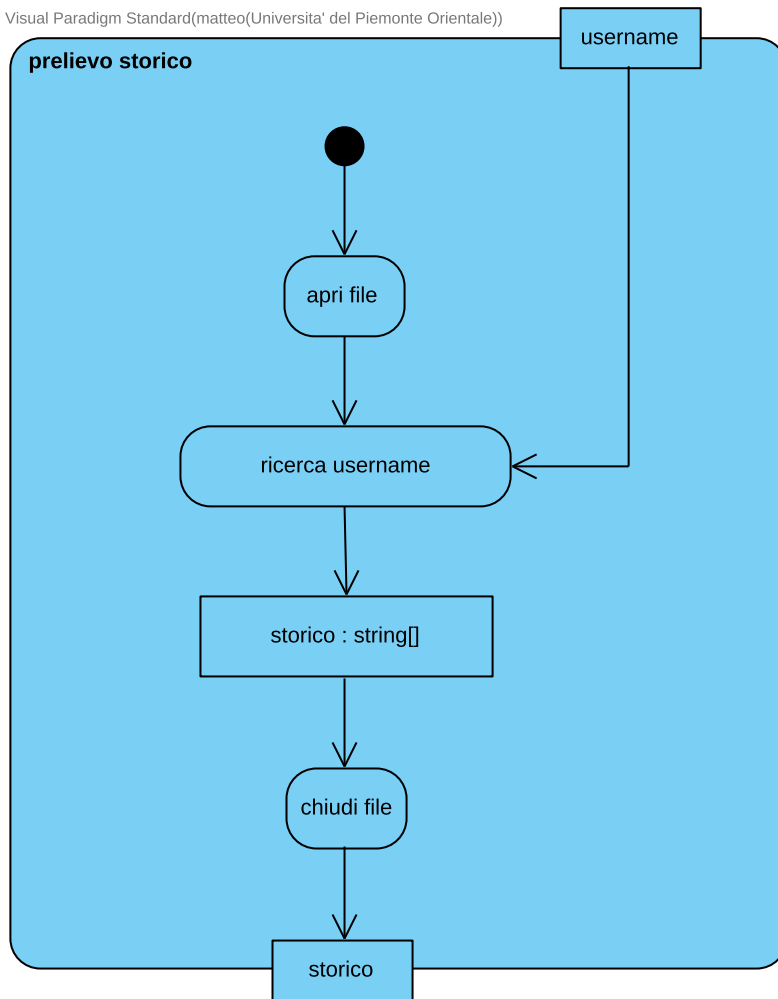 Visual Paradigm Standard(matteo(Universita' del Piemonte Orientale))
username
prelievo storico
apri file
ricerca username
storico : string[]
chiudi file
storico